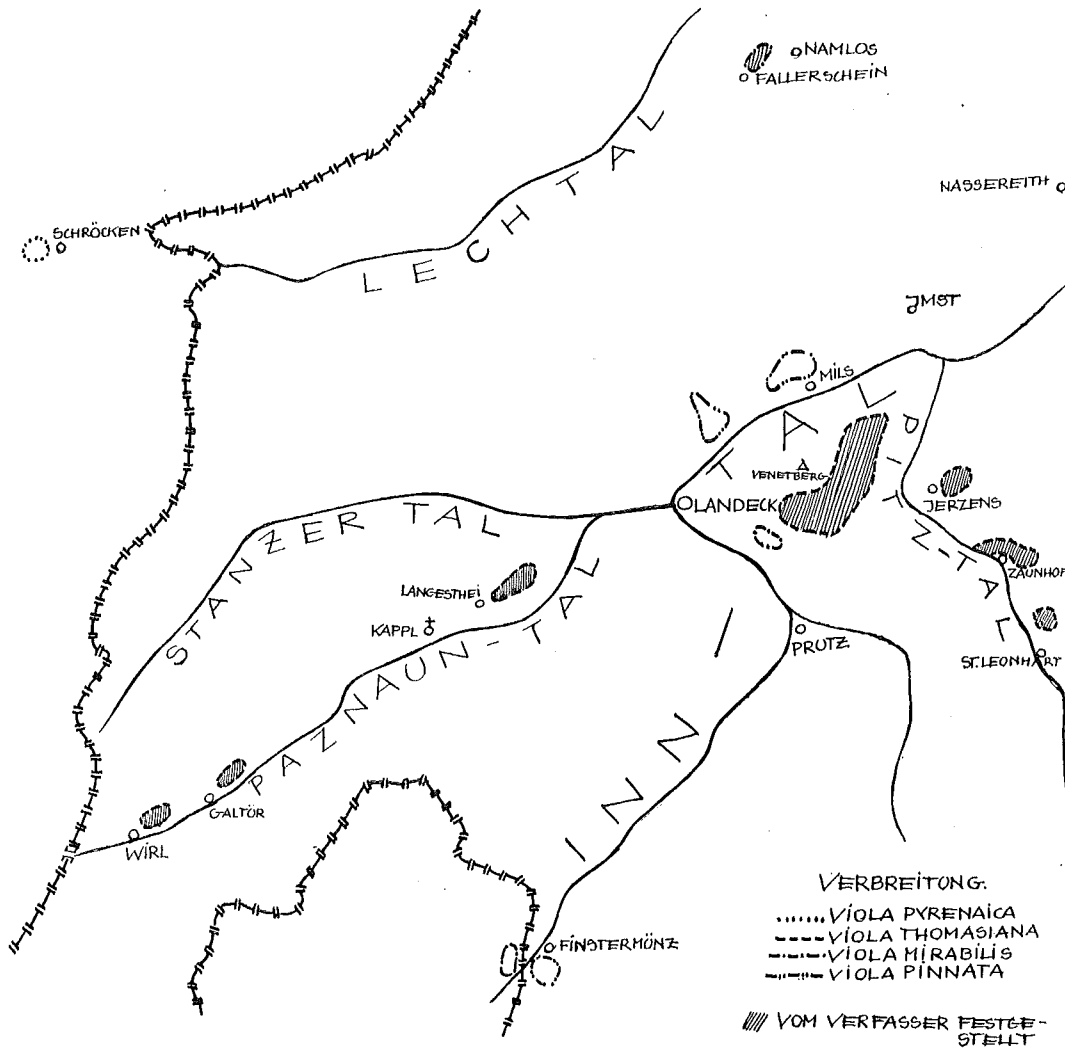 NAMLOS
FALLERSCHEIN
LECHTAL
NASSEREITH
SCHRÖCKEN
JMST
MILS
TAL
PITZ-TAL
VENETBERG
LANDECK
JERZENS
STANZER TAL
ZAUNHOF
LANGESTHEI
KAPPL
PAZNAUN-TAL
PRUTZ
ST. LEONHART
INN
GALTÜR
WIRL
FINSTERMÜNZ
VERBREITUNG.
VIOLA PYRENAICA
VIOLA THOMASIANA
VIOLA MIRABILIS
VIOLA PINNATA
VOM VERFASSER FESTGE-
STELLT